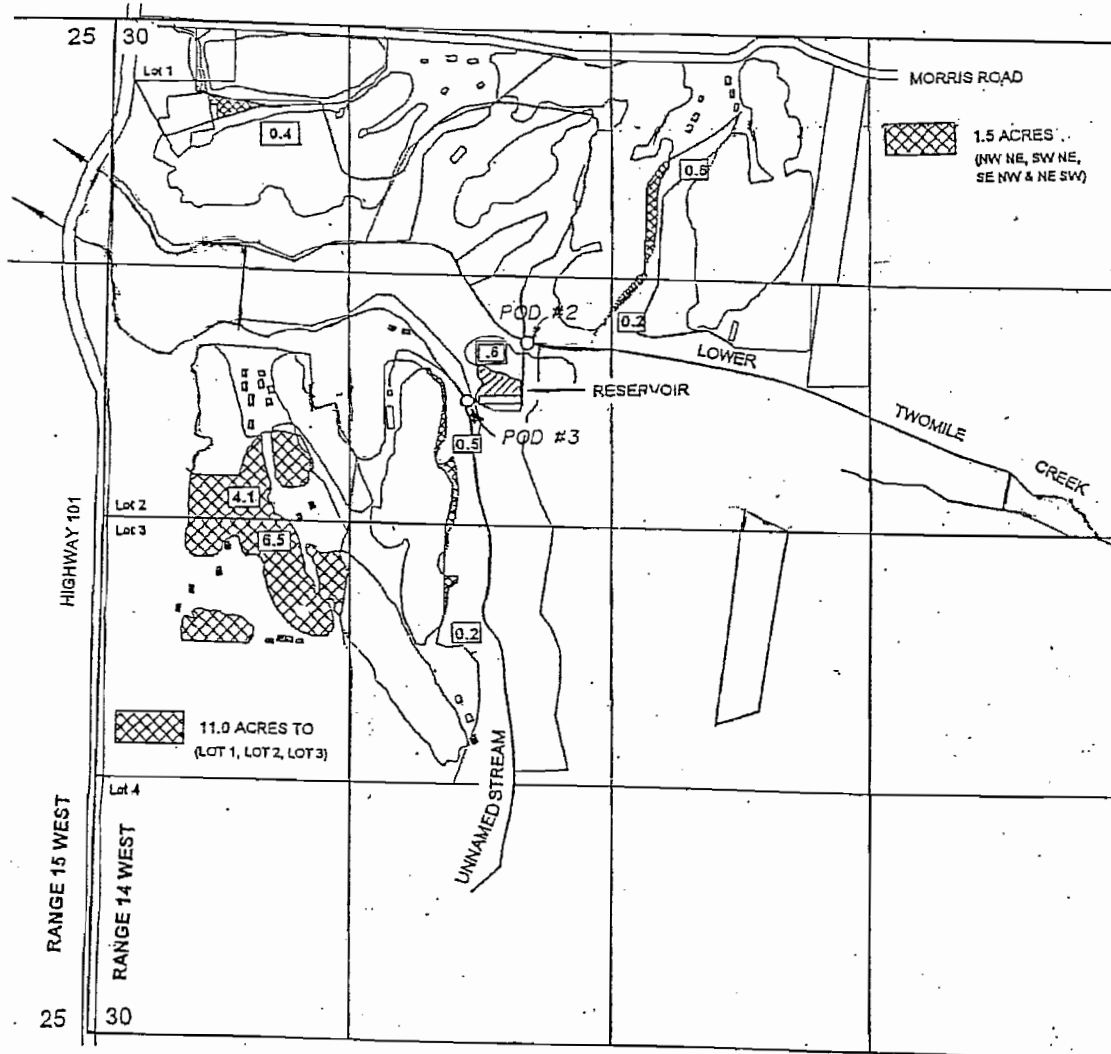 25
30
Lot 1
MORRIS ROAD
1.5 ACRES
(NW NE, SW NE,
SE NW & NE SW)
0.4
0.6
POD #2
0.2
.6
LOWER
RESERVOIR
TWOMILE
CREEK
POD #3
0.5
4.1
Lot 2
Lot 3
6.5
HIGHWAY 101
0.2
11.0 ACRES TO
(LOT 1, LOT 2, LOT 3)
Lot 4
UNNAMED STREAM
RANGE 15 WEST
RANGE 14 WEST
25
30